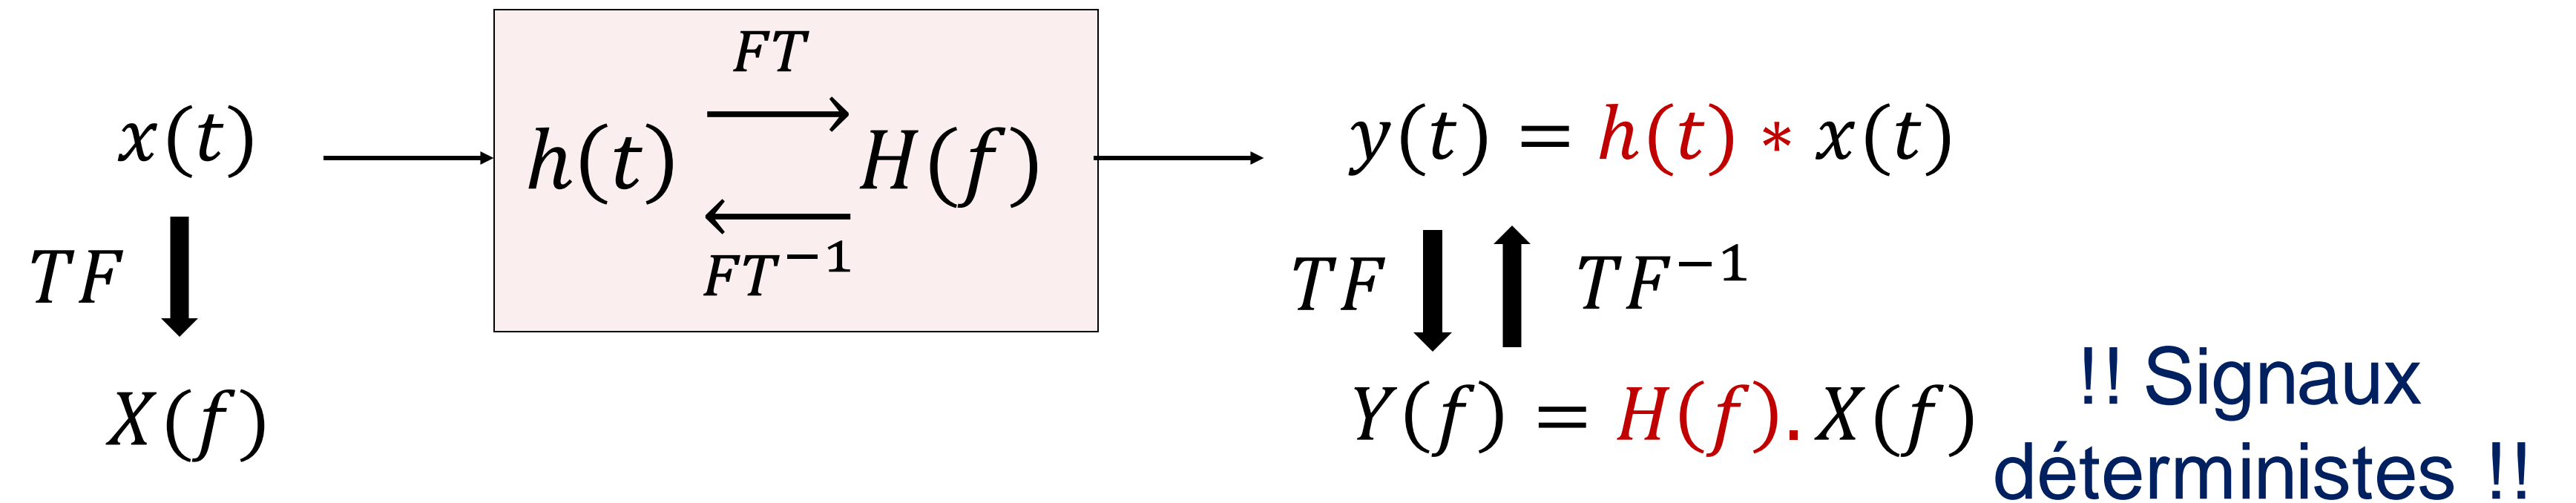 FT
x(t)
h(t) H(f)
y(t) = h(t) * x(t)
FT⁻¹
TF
TF TF⁻¹
X(f)
Y(f) = H(f). X(f)
!! Signaux
déterministes !!